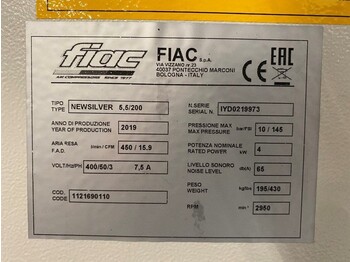 fiac
AIR COMPRESSORS SINCE 1977
FIAC S.p.A.
VIA VIZZANO nr 23
40037 PONTECCHIO MARCONI
BOLOGNA - ITALY
CE
EAC
TIPO
TYPE
NEWSILVER 5,5/200
N.SERIE
SERIAL N.
IYD0219973
ANNO DI PRODUZIONE
YEAR OF PRODUCTION
2019
PRESSIONE MAX
MAX PRESSURE
bar/PSI
10 / 145
ARIA RESA
F.A.D.
l/min / CFM
450 / 15.9
POTENZA NOMINALE
RATED POWER
kW
4
VOLT/Hz/PH
400/50/3
7,5 A
LIVELLO SONORO
NOISE LEVEL
dB(A)
65
COD.
CODE
1121690110
PESO
WEIGHT
kg/lbs
195/430
RPM
min⁻¹
2950